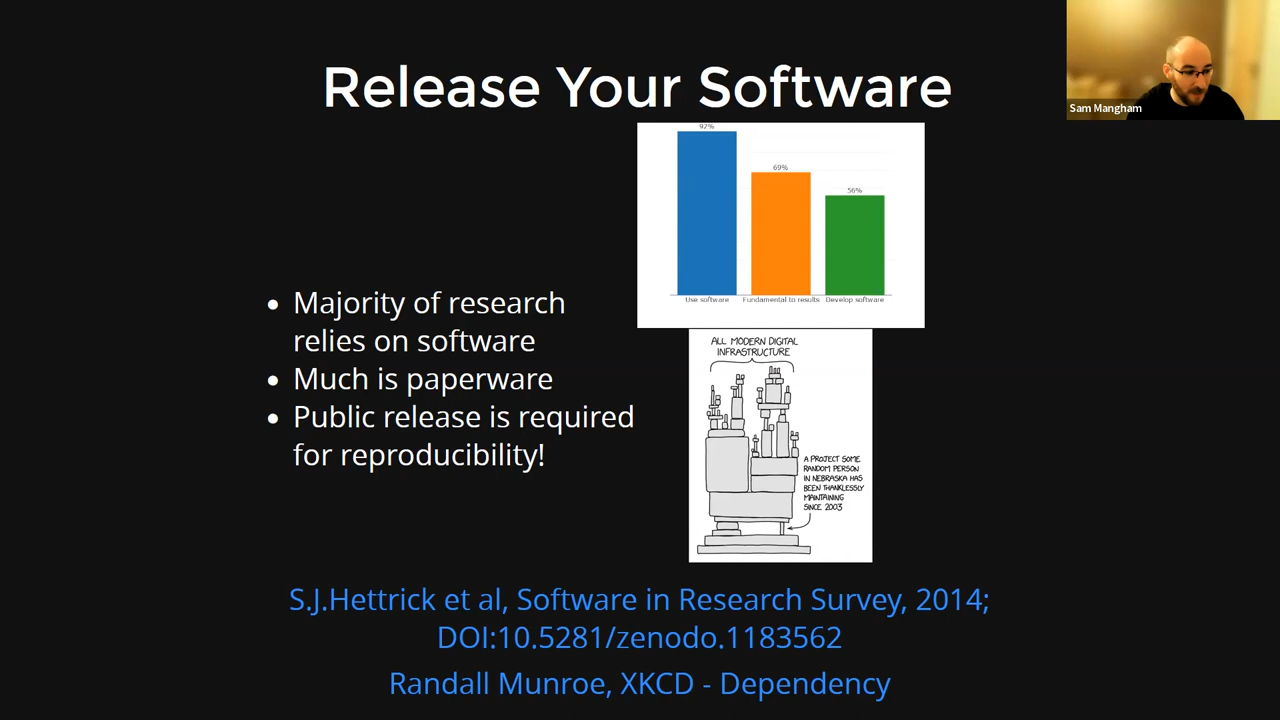 Release Your Software
Sam Mangham
92%
69%
56%
Use software
Fundamental to results
Develop software
Majority of research
relies on software
Much is paperware
Public release is required
for reproducibility!
ALL MODERN DIGITAL
INFRASTRUCTURE
A PROJECT SOME
RANDOM PERSON
IN NEBRASKA HAS
BEEN THANKLESSLY
MAINTAINING
SINCE 2003
S.J.Hettrick et al, Software in Research Survey, 2014;
DOI:10.5281/zenodo.1183562
Randall Munroe, XKCD - Dependency